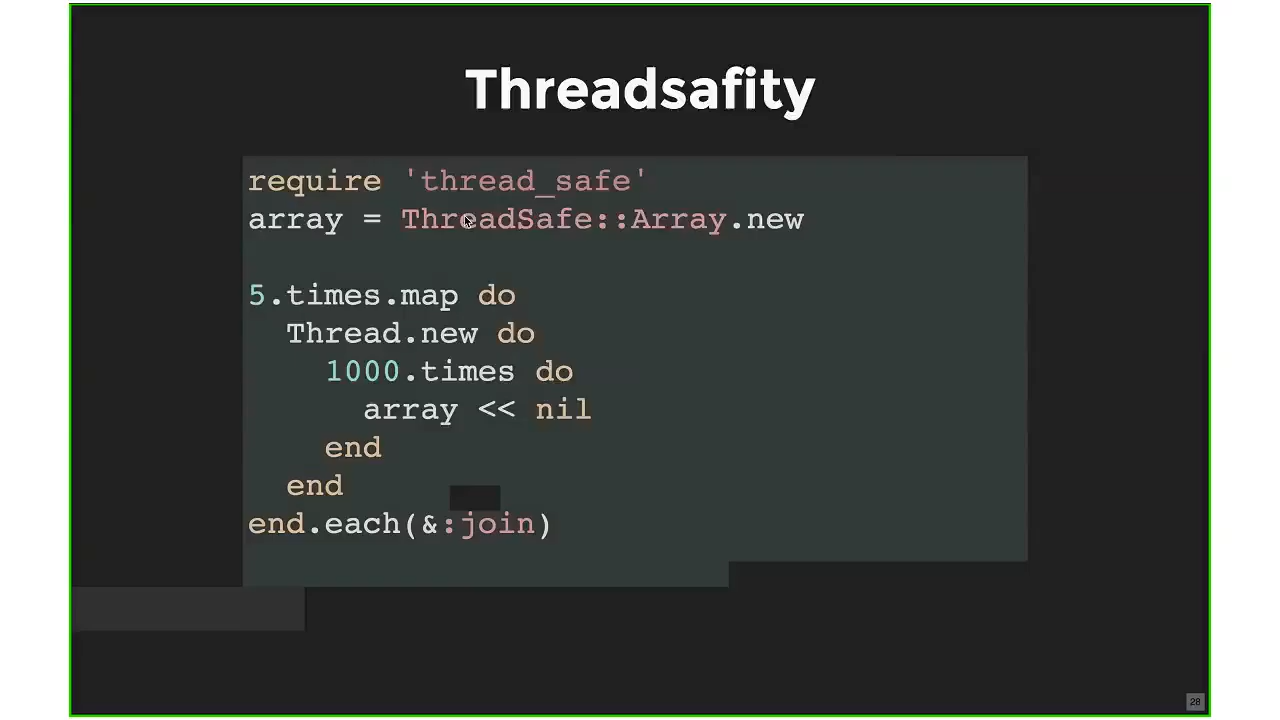 Threadsafity
require 'thread_safe'
array = ThreadSafe::Array.new
5.times.map do
  Thread.new do
    1000.times do
      array << nil
    end
  end
end.each(&:join)
28